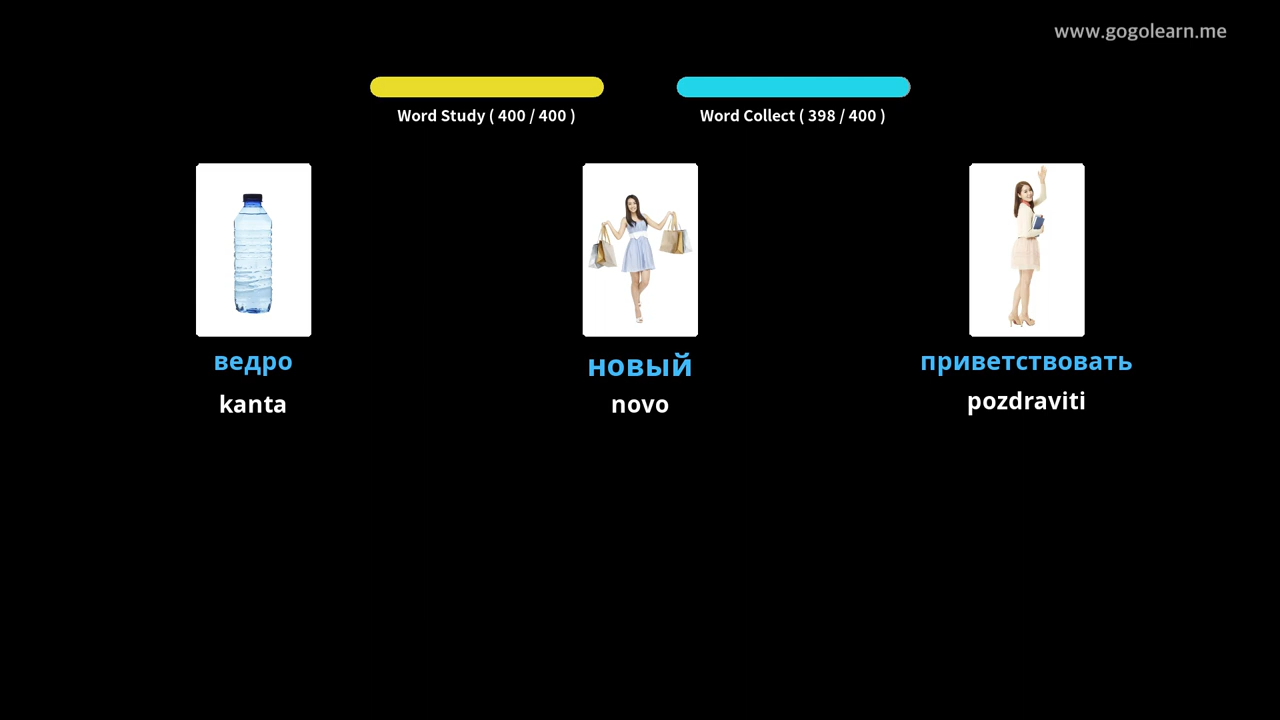 www.gogolearn.me
Word Study ( 400 / 400 )
Word Collect ( 398 / 400 )
ведро
новый
приветствовать
kanta
novo
pozdraviti